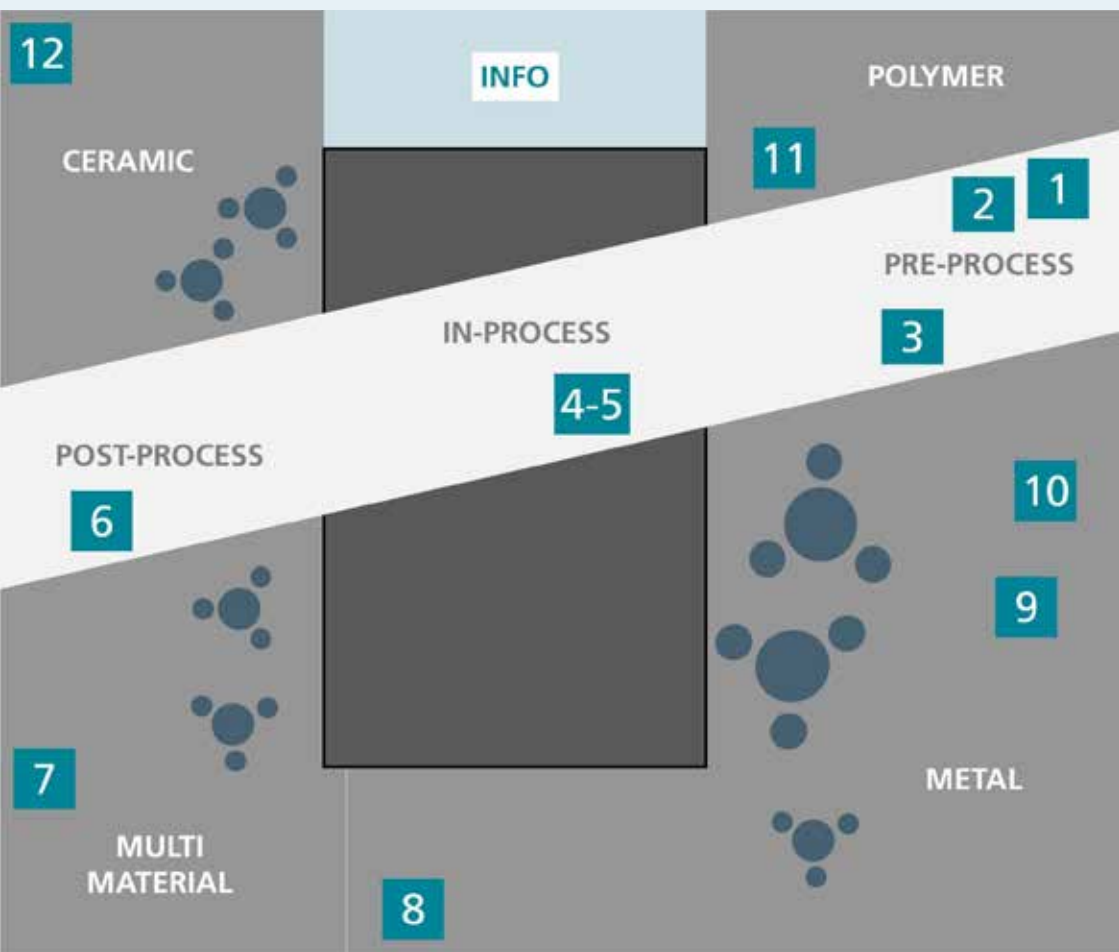 12
INFO
POLYMER
CERAMIC
11
1
2
PRE-PROCESS
IN-PROCESS
3
4-5
POST-PROCESS
6
10
9
7
METAL
MULTI
MATERIAL
8